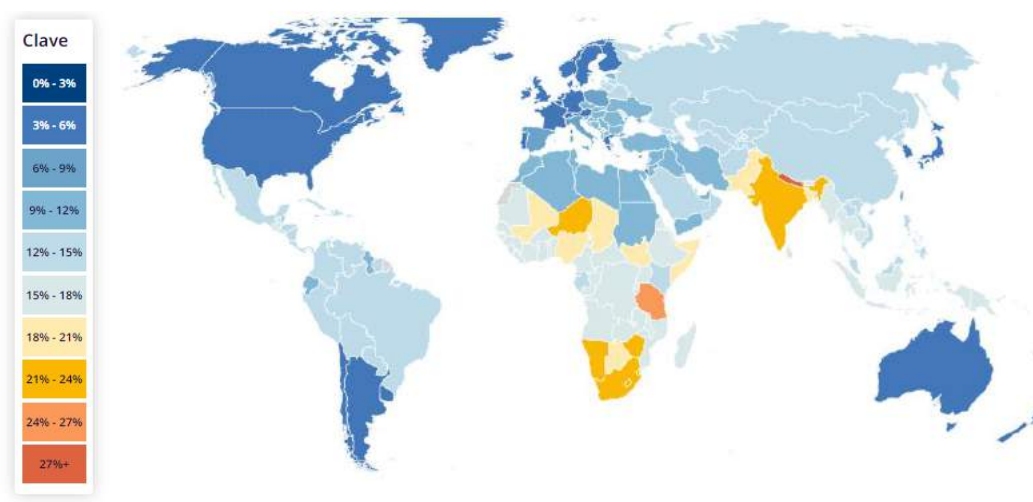 Clave
0% - 3%
3% - 6%
6% - 9%
9% - 12%
12% - 15%
15% - 18%
18% - 21%
21% - 24%
24% - 27%
27%+